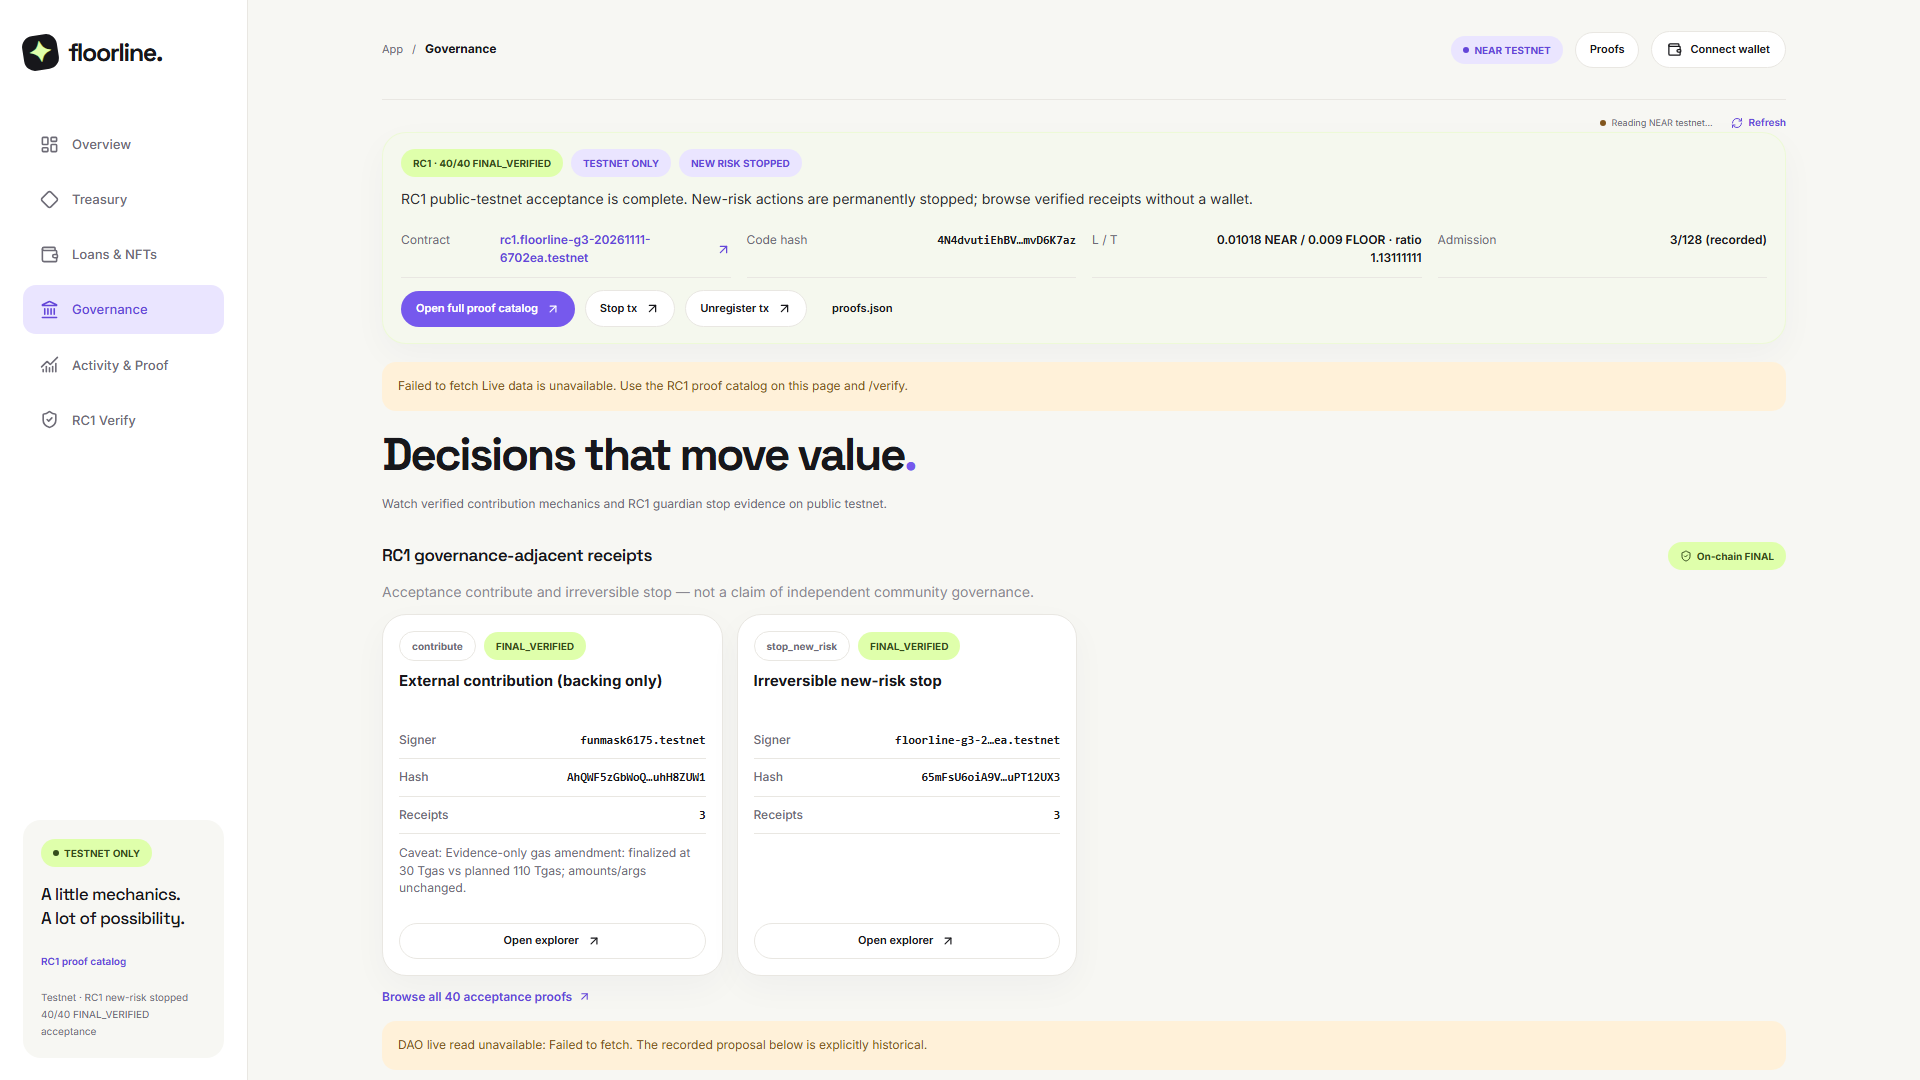 floorline.
Overview
Treasury
Loans & NFTs
Governance
Activity & Proof
RC1 Verify
TESTNET ONLY
A little mechanics.
A lot of possibility.
RC1 proof catalog
Testnet · RC1 new-risk stopped
40/40 FINAL_VERIFIED
acceptance
App / Governance
NEAR TESTNET
Proofs
Connect wallet
Reading NEAR testnet...
Refresh
RC1 · 40/40 FINAL_VERIFIED
TESTNET ONLY
NEW RISK STOPPED
RC1 public-testnet acceptance is complete. New-risk actions are permanently stopped; browse verified receipts without a wallet.
Contract
rc1.floorline-g3-20261111-
6702ea.testnet
Code hash
4N4dvutiEhBV…mvD6K7az
L / T
0.01018 NEAR / 0.009 FLOOR · ratio
1.13111111
Admission
3/128 (recorded)
Open full proof catalog
Stop tx
Unregister tx
proofs.json
Failed to fetch Live data is unavailable. Use the RC1 proof catalog on this page and /verify.
Decisions that move value.
Watch verified contribution mechanics and RC1 guardian stop evidence on public testnet.
RC1 governance-adjacent receipts
On-chain FINAL
Acceptance contribute and irreversible stop — not a claim of independent community governance.
contribute
FINAL_VERIFIED
External contribution (backing only)
Signer
funmask6175.testnet
Hash
AhQWF5zGbWoQ…uhH8ZUW1
Receipts
3
Caveat: Evidence-only gas amendment: finalized at
30 Tgas vs planned 110 Tgas; amounts/args
unchanged.
Open explorer
stop_new_risk
FINAL_VERIFIED
Irreversible new-risk stop
Signer
floorline-g3-2…ea.testnet
Hash
65mFsU6oiA9V…uPT12UX3
Receipts
3
Open explorer
Browse all 40 acceptance proofs
DAO live read unavailable: Failed to fetch. The recorded proposal below is explicitly historical.